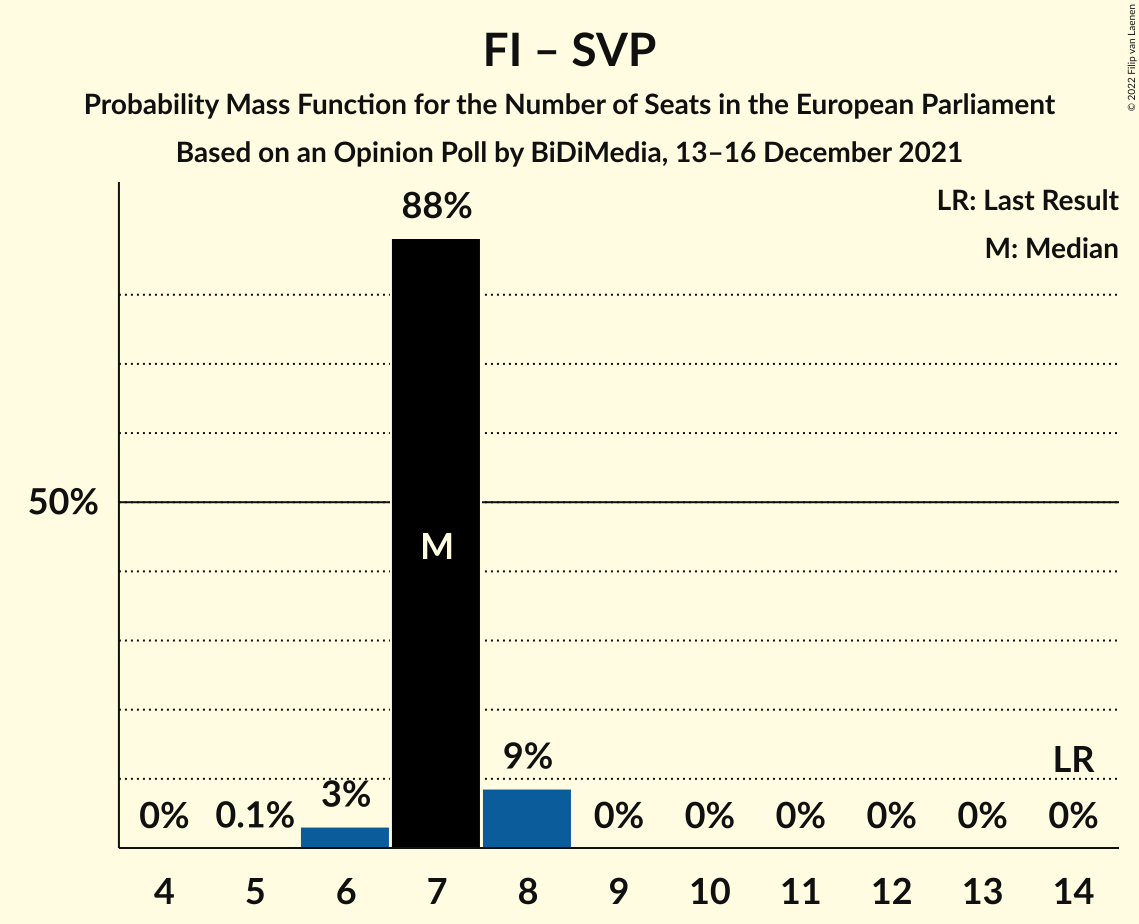 FI – SVP
Probability Mass Function for the Number of Seats in the European Parliament
Based on an Opinion Poll by BiDiMedia, 13–16 December 2021
© 2022 Filip van Laenen
LR: Last Result
M: Median
88%
50%
M
9%
LR
3%
0% 0.1% 0% 0% 0% 0% 0% 0%
4 5 6 7 8 9 10 11 12 13 14